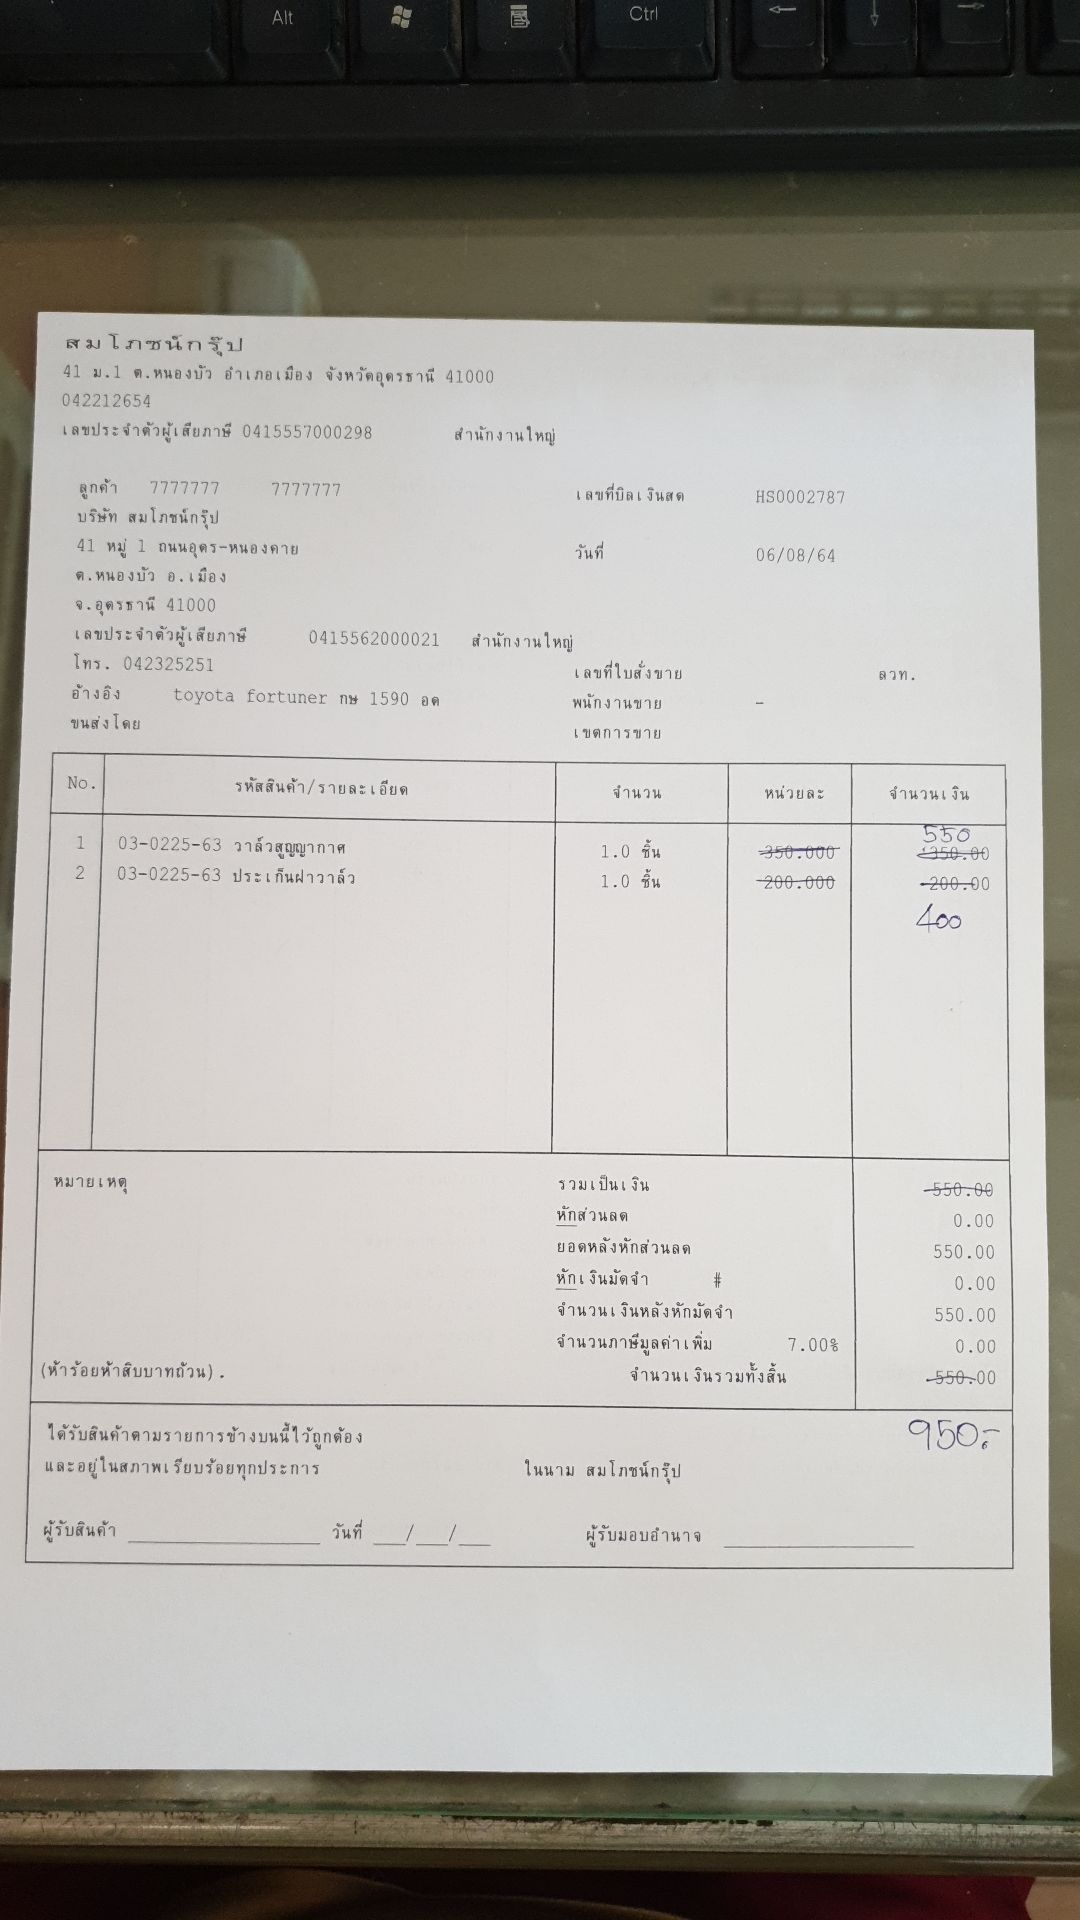 Alt
Ctrl
สมโภชน์กรุ๊ป
41 ม.1 ต.หนองบัว อำเภอเมือง จังหวัดอุดรธานี 41000
042212654
เลขประจำตัวผู้เสียภาษี 0415557000298 สำนักงานใหญ่
ลูกค้า 7777777 7777777 เลขที่บิลเงินสด HS0002787
บริษัท สมโภชน์กรุ๊ป
41 หมู่ 1 ถนนอุดร-หนองคาย วันที่ 06/08/64
ต.หนองบัว อ.เมือง
จ.อุดรธานี 41000
เลขประจำตัวผู้เสียภาษี 0415562000021 สำนักงานใหญ่
โทร. 042325251 เลขที่ใบสั่งขาย ลวท.
อ้างอิง toyota fortuner กษ 1590 อด พนักงานขาย -
ขนส่งโดย เขตการขาย
No. รหัสสินค้า/รายละเอียด จำนวน หน่วยละ จำนวนเงิน
550
1 03-0225-63 วาล์วสูญญากาศ 1.0 ชิ้น 350.000 350.00
2 03-0225-63 ประเก็นฝาวาล์ว 1.0 ชิ้น 200.000 200.00
400
หมายเหตุ รวมเป็นเงิน 550.00
หักส่วนลด 0.00
ยอดหลังหักส่วนลด 550.00
หักเงินมัดจำ # 0.00
จำนวนเงินหลังหักมัดจำ 550.00
จำนวนภาษีมูลค่าเพิ่ม 7.00% 0.00
(ห้าร้อยห้าสิบบาทถ้วน). จำนวนเงินรวมทั้งสิ้น 550.00
950.-
ได้รับสินค้าตามรายการข้างบนนี้ไว้ถูกต้อง
และอยู่ในสภาพเรียบร้อยทุกประการ ในนาม สมโภชน์กรุ๊ป
ผู้รับสินค้า ____________________ วันที่ ___/___/___ ผู้รับมอบอำนาจ ____________________